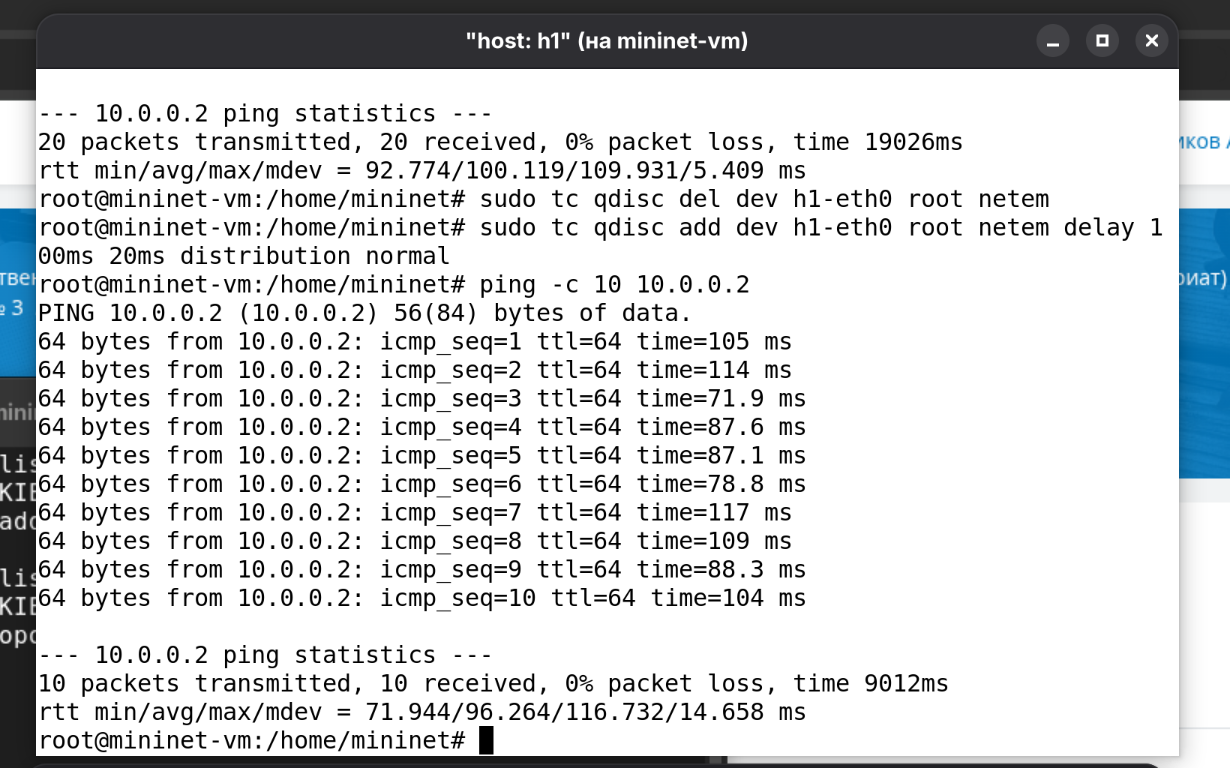 "host: h1" (на mininet-vm)
--- 10.0.0.2 ping statistics ---
20 packets transmitted, 20 received, 0% packet loss, time 19026ms
rtt min/avg/max/mdev = 92.774/100.119/109.931/5.409 ms
root@mininet-vm:/home/mininet# sudo tc qdisc del dev h1-eth0 root netem
root@mininet-vm:/home/mininet# sudo tc qdisc add dev h1-eth0 root netem delay 1
00ms 20ms distribution normal
root@mininet-vm:/home/mininet# ping -c 10 10.0.0.2
PING 10.0.0.2 (10.0.0.2) 56(84) bytes of data.
64 bytes from 10.0.0.2: icmp_seq=1 ttl=64 time=105 ms
64 bytes from 10.0.0.2: icmp_seq=2 ttl=64 time=114 ms
64 bytes from 10.0.0.2: icmp_seq=3 ttl=64 time=71.9 ms
64 bytes from 10.0.0.2: icmp_seq=4 ttl=64 time=87.6 ms
64 bytes from 10.0.0.2: icmp_seq=5 ttl=64 time=87.1 ms
64 bytes from 10.0.0.2: icmp_seq=6 ttl=64 time=78.8 ms
64 bytes from 10.0.0.2: icmp_seq=7 ttl=64 time=117 ms
64 bytes from 10.0.0.2: icmp_seq=8 ttl=64 time=109 ms
64 bytes from 10.0.0.2: icmp_seq=9 ttl=64 time=88.3 ms
64 bytes from 10.0.0.2: icmp_seq=10 ttl=64 time=104 ms
--- 10.0.0.2 ping statistics ---
10 packets transmitted, 10 received, 0% packet loss, time 9012ms
rtt min/avg/max/mdev = 71.944/96.264/116.732/14.658 ms
root@mininet-vm:/home/mininet#